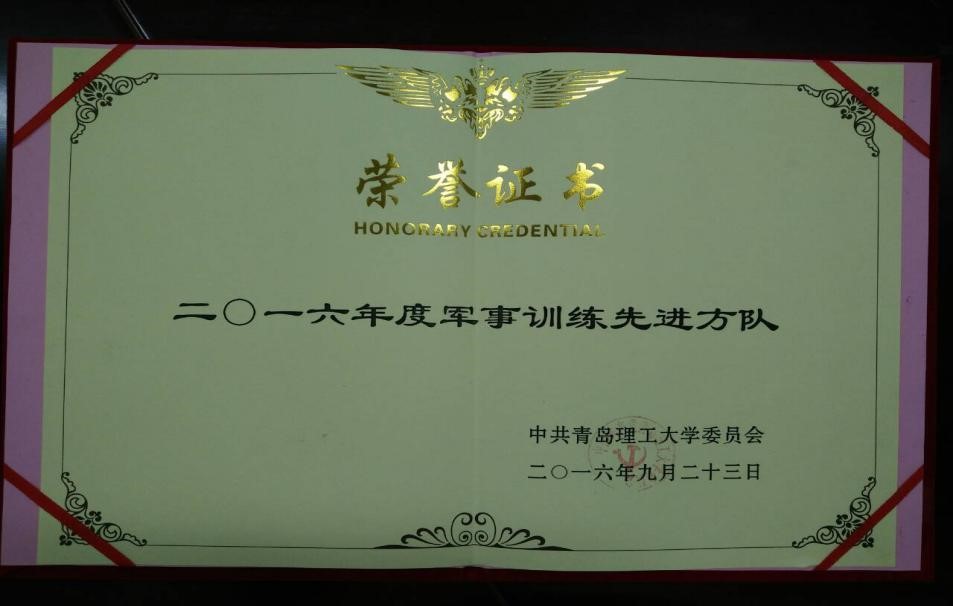 荣誉证书
HONORARY CREDENTIAL
二〇一六年度军事训练先进方队
中共青岛理工大学委员会
二〇一六年九月二十三日